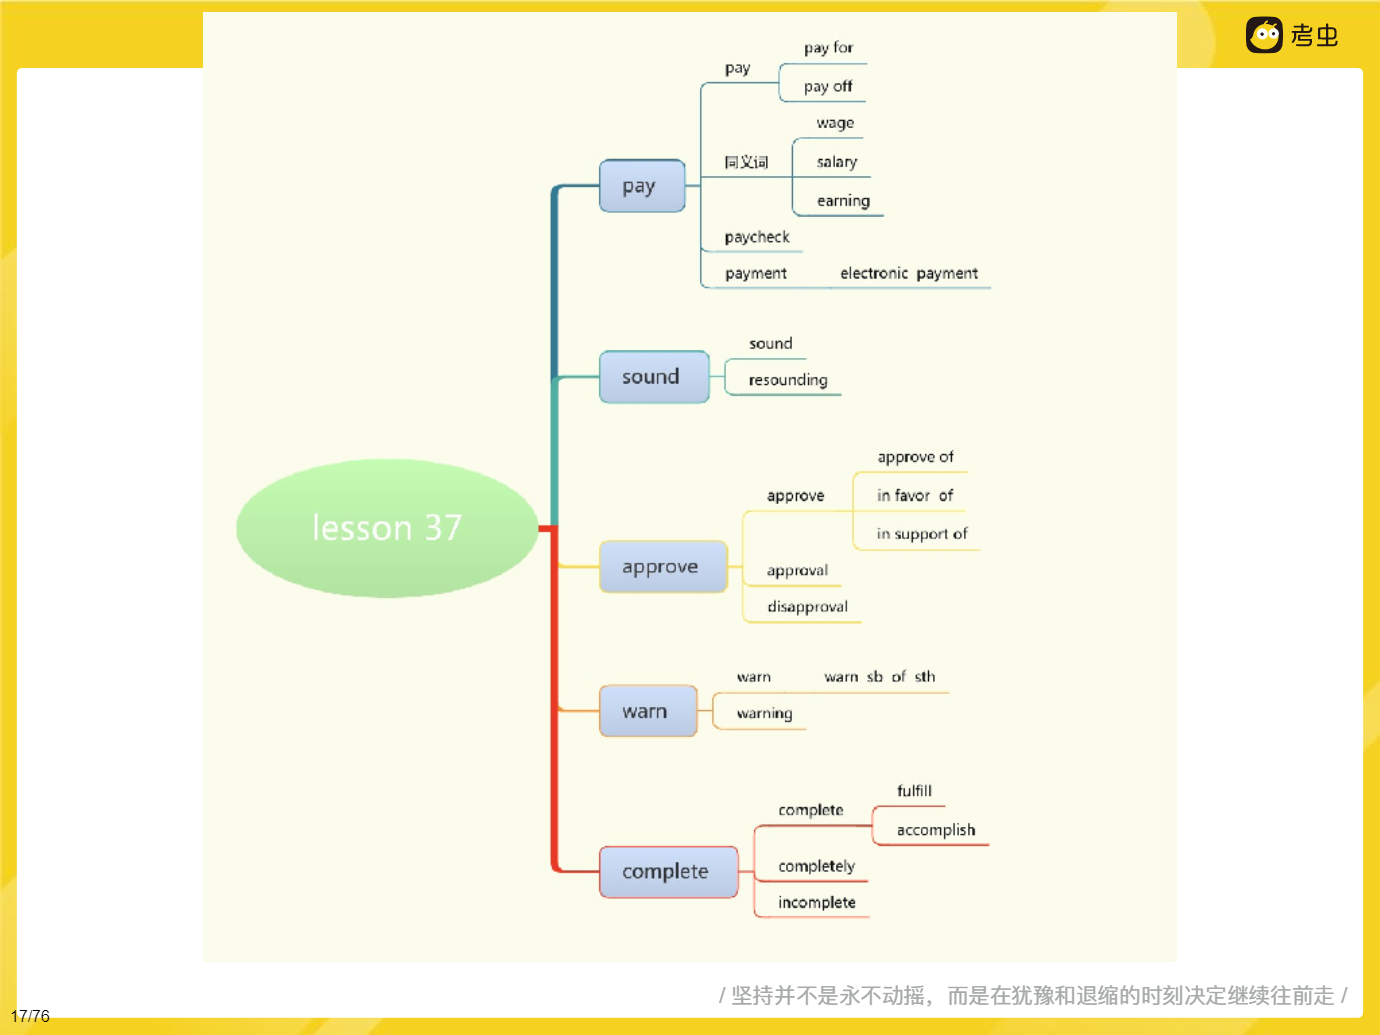 考虫
lesson 37
pay
pay
pay for
pay off
同义词
wage
salary
earning
paycheck
payment
electronic payment
sound
sound
resounding
approve
approve
approve of
in favor of
in support of
approval
disapproval
warn
warn
warn sb of sth
warning
complete
complete
fulfill
accomplish
completely
incomplete
/ 坚持并不是永不动摇，而是在犹豫和退缩的时刻决定继续往前走 /
17/76